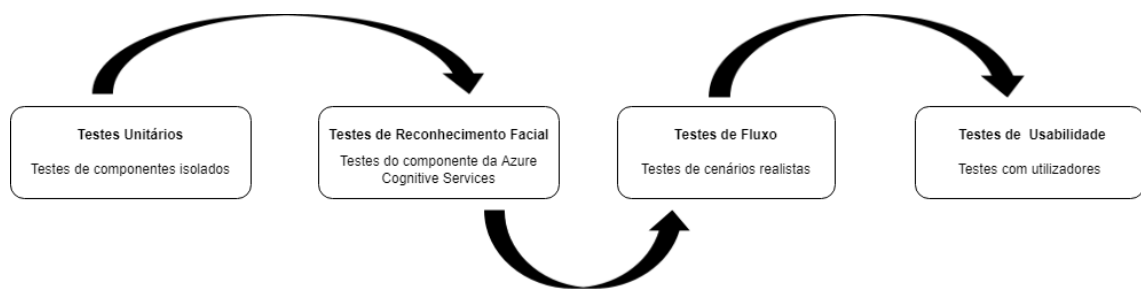 Testes Unitários
Testes de componentes isolados
Testes de Reconhecimento Facial
Testes do componente da Azure
Cognitive Services
Testes de Fluxo
Testes de cenários realistas
Testes de Usabilidade
Testes com utilizadores